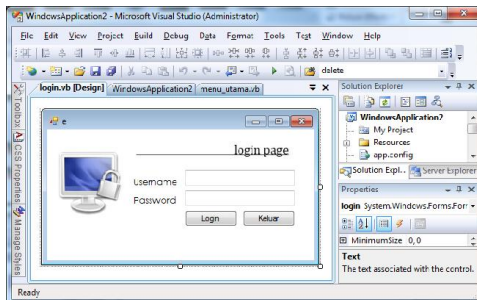 WindowsApplication2 - Microsoft Visual Studio (Administrator)
File Edit View Project Build Debug Data Format Tools Test Window Help
delete
login.vb [Design] WindowsApplication2 menu_utama.vb
Toolbox
CSS Properties
Manage Styles
e
login page
Username
Password
Login Keluar
Solution Explorer
WindowsApplication2
My Project
Resources
app.config
Solution Expl... Server Explorer
Properties
login System.Windows.Forms.Form
MinimumSize 0, 0
Text
The text associated with the control.
Ready